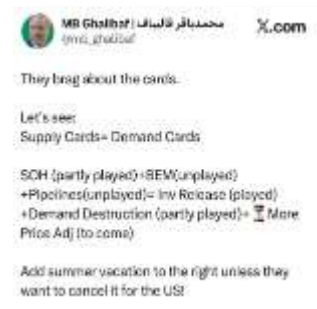 MB Ghalibaf | محمدباقر قالیباف
@mb_ghalibaf
X.com
They brag about the cards.
Let's see:
Supply Cards= Demand Cards
SOH (partly played)+BEM(unplayed)
+Pipelines(unplayed)= Inv Release (played)
+Demand Destruction (partly played)+ ⏳ More
Price Adj (to come)
Add summer vacation to the right unless they
want to cancel it for the US!